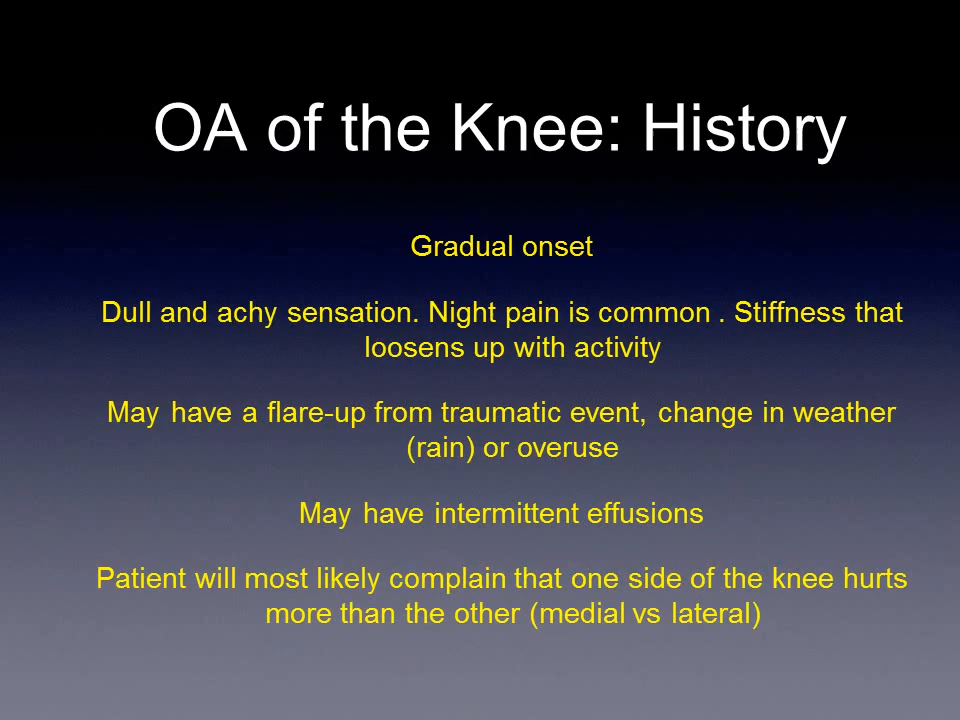 OA of the Knee: History
Gradual onset
Dull and achy sensation. Night pain is common . Stiffness that
loosens up with activity
May have a flare-up from traumatic event, change in weather
(rain) or overuse
May have intermittent effusions
Patient will most likely complain that one side of the knee hurts
more than the other (medial vs lateral)